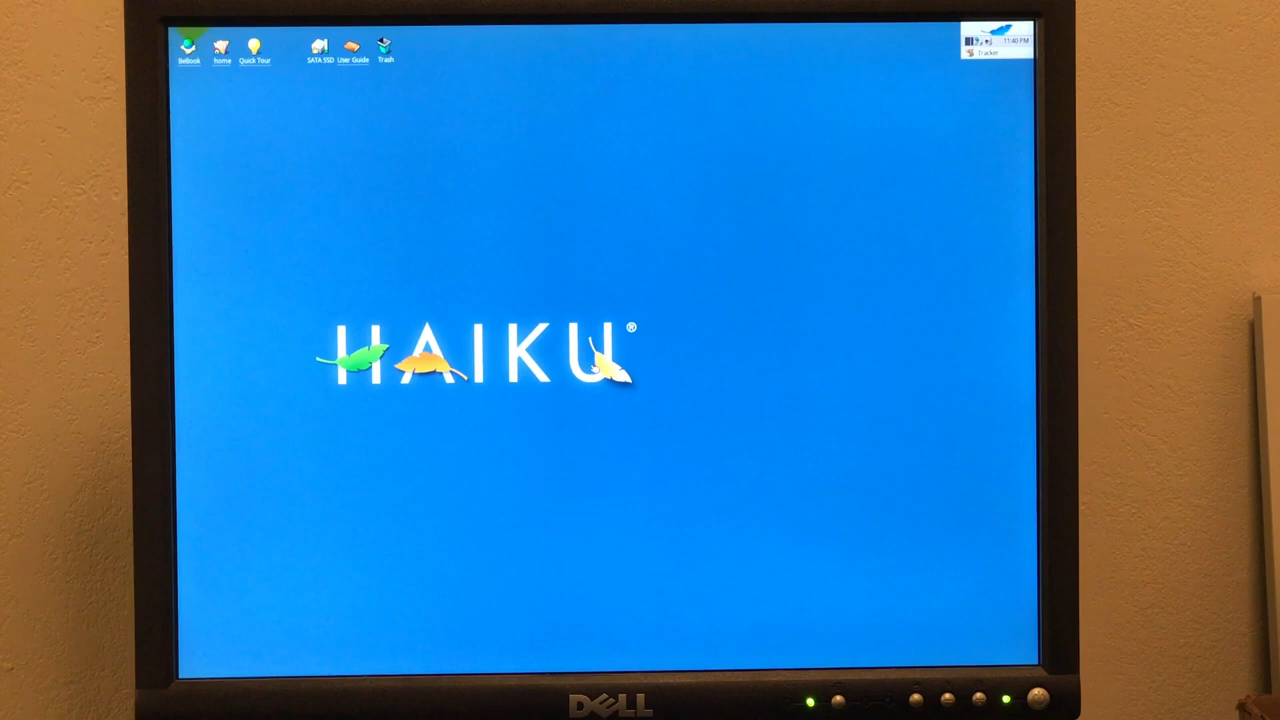 BeBook home Quick Tour SATA SSD User Guide Trash
11:40 PM
Tracker
HAIKU®
DELL